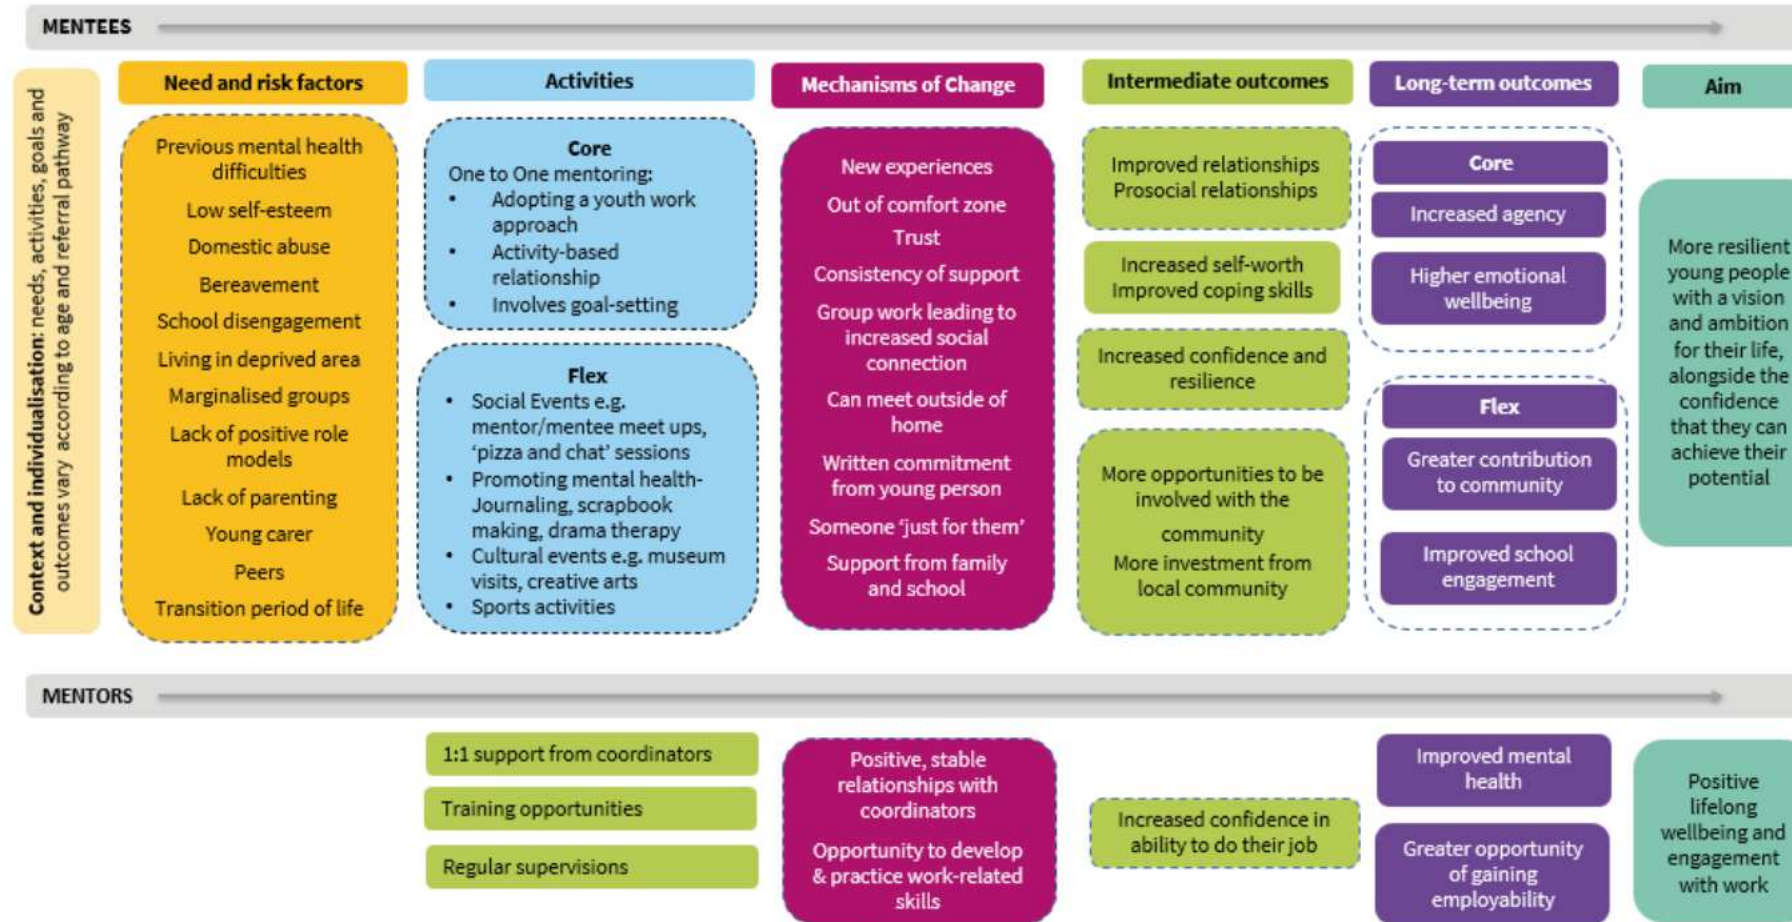 MENTEES
Context and individualisation: needs, activities, goals and
outcomes vary according to age and referral pathway
Need and risk factors
Previous mental health
difficulties
Low self-esteem
Domestic abuse
Bereavement
School disengagement
Living in deprived area
Marginalised groups
Lack of positive role
models
Lack of parenting
Young carer
Peers
Transition period of life
Activities
Core
One to One mentoring:
• Adopting a youth work
approach
• Activity-based
relationship
• Involves goal-setting
Flex
• Social Events e.g.
mentor/mentee meet ups,
‘pizza and chat’ sessions
• Promoting mental health-
Journaling, scrapbook
making, drama therapy
• Cultural events e.g. museum
visits, creative arts
• Sports activities
Mechanisms of Change
New experiences
Out of comfort zone
Trust
Consistency of support
Group work leading to
increased social
connection
Can meet outside of
home
Written commitment
from young person
Someone ‘just for them’
Support from family
and school
Intermediate outcomes
Improved relationships
Prosocial relationships
Increased self-worth
Improved coping skills
Increased confidence and
resilience
More opportunities to be
involved with the
community
More investment from
local community
Long-term outcomes
Core
Increased agency
Higher emotional
wellbeing
Flex
Greater contribution
to community
Improved school
engagement
Aim
More resilient
young people
with a vision
and ambition
for their life,
alongside the
confidence
that they can
achieve their
potential
MENTORS
1:1 support from coordinators
Training opportunities
Regular supervisions
Positive, stable
relationships with
coordinators
Opportunity to develop
& practice work-related
skills
Increased confidence in
ability to do their job
Improved mental
health
Greater opportunity
of gaining
employability
Positive
lifelong
wellbeing and
engagement
with work